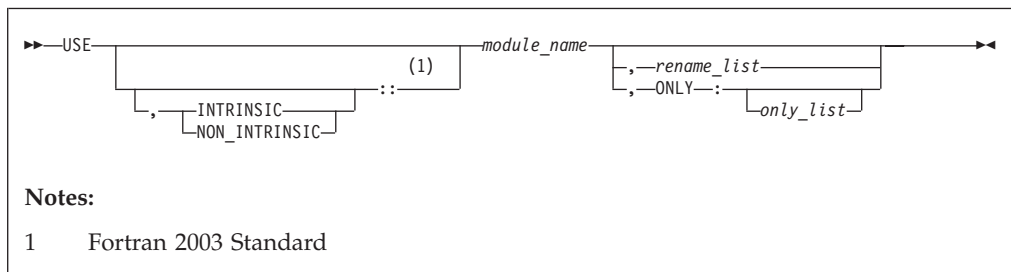 USE module_name
(1) , rename_list
:: , ONLY :
, INTRINSIC only_list
NON_INTRINSIC
Notes:
1 Fortran 2003 Standard